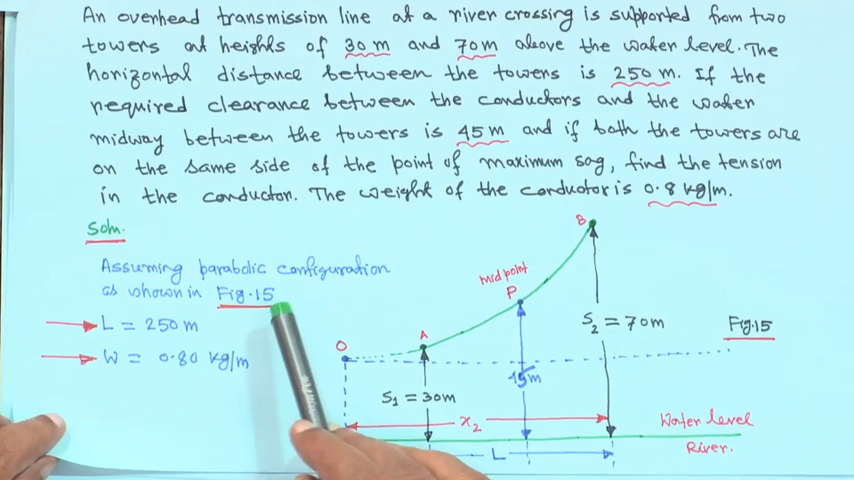 An overhead transmission line at a river crossing is supported from two
towers at heights of 30 m and 70 m above the water level. The
horizontal distance between the towers is 250 m. If the
required clearance between the conductors and the water
midway between the towers is 45 m and if both the towers are
on the same side of the point of maximum sag, find the tension
in the conductor. The weight of the conductor is 0.8 kg/m.
Soln.
Assuming parabolic configuration
as shown in Fig.15
L = 250 m
W = 0.80 kg/m
B
mid point
P
S₂ = 70m
Fig.15
A
O
45m
S₁ = 30m
x₂
Water level
River.
L